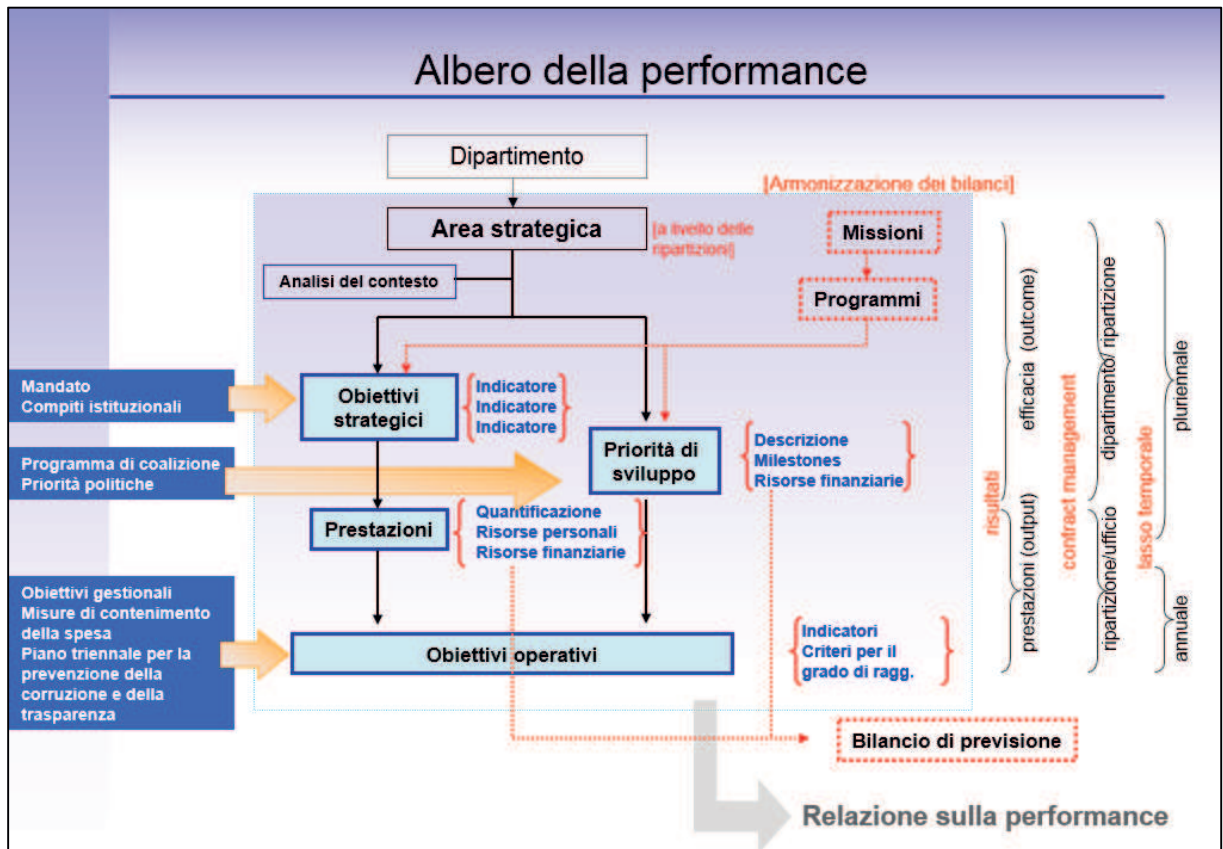 Albero della performance
Dipartimento
[Armonizzazione dei bilanci]
Area strategica
[a livello delle
ripartizioni]
Missioni
Analisi del contesto
Programmi
Mandato
Compiti istituzionali
Obiettivi
strategici
Indicatore
Indicatore
Indicatore
Programma di coalizione
Priorità politiche
Priorità di
sviluppo
Descrizione
Milestones
Risorse finanziarie
Prestazioni
Quantificazione
Risorse personali
Risorse finanziarie
Obiettivi gestionali
Misure di contenimento
della spesa
Piano triennale per la
prevenzione della
corruzione e della
trasparenza
Obiettivi operativi
Indicatori
Criteri per il
grado di ragg.
Bilancio di previsione
Relazione sulla performance
risultati
efficacia (outcome)
prestazioni (output)
contract management
dipartimento/ ripartizione
ripartizione/ufficio
lasso temporale
pluriennale
annuale